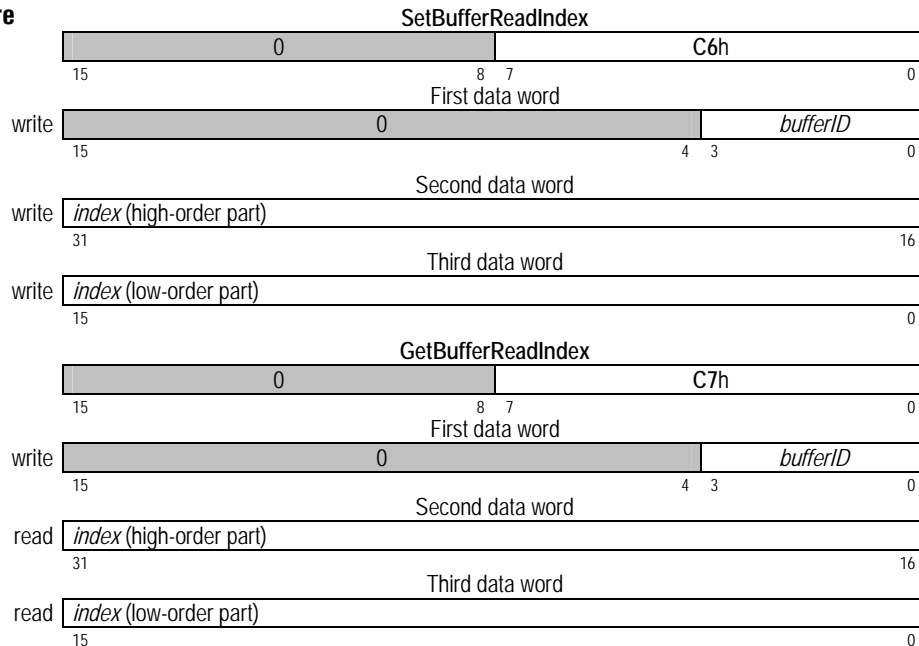 re
SetBufferReadIndex
0 C6h
15 8 7 0
First data word
write 0 bufferID
15 4 3 0
Second data word
write index (high-order part)
31 16
Third data word
write index (low-order part)
15 0
GetBufferReadIndex
0 C7h
15 8 7 0
First data word
write 0 bufferID
15 4 3 0
Second data word
read index (high-order part)
31 16
Third data word
read index (low-order part)
15 0